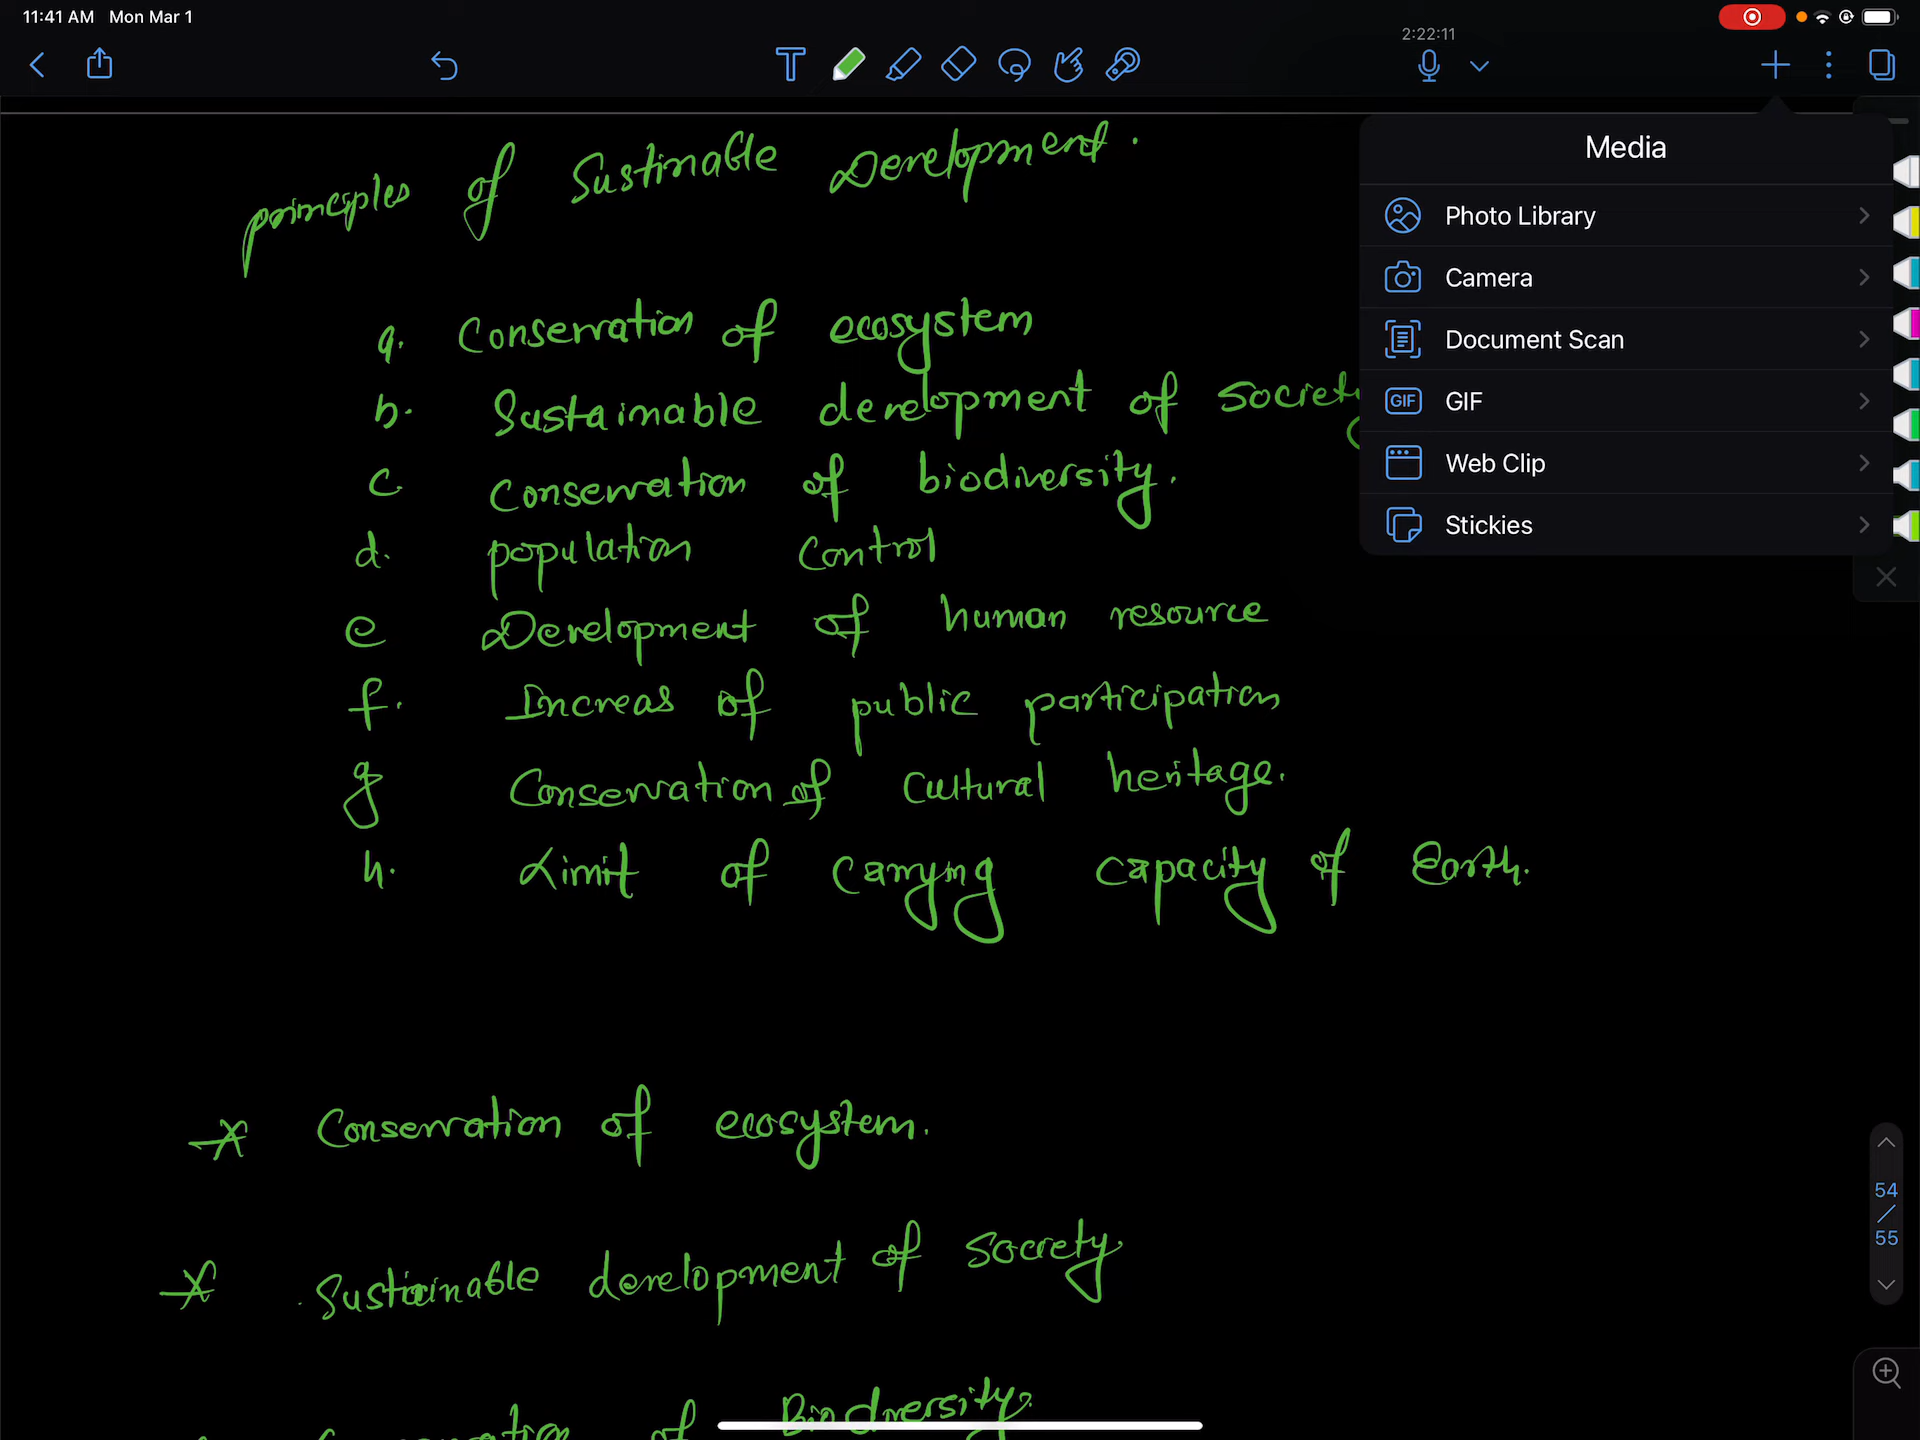 11:41 AM Mon Mar 1
2:22:11
Media
Photo Library
Camera
Document Scan
GIF GIF
Web Clip
Stickies
principles of Sustinable Development.
a. Conservation of ecosystem
b. Sustainable development of society
c. conservation of biodiversity.
d. population control
e Development of human resource
f. Increas of public participation
g Conservation of cultural heritage.
h. Limit of carrying capacity of Earth.
54
/
55
* Conservation of ecosystem.
* Sustainable development of society
of Biodiversity.